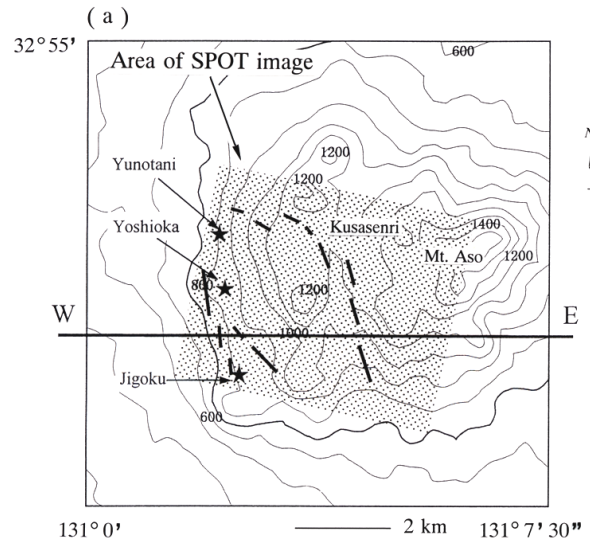 ( a )
32°55'
600
Area of SPOT image
1200
Yunotani
1200
Kusasenri
1400
Yoshioka
Mt. Aso
1200
800
1200
W
E
1000
Jigoku
600
131°0'
2 km
131°7'30"